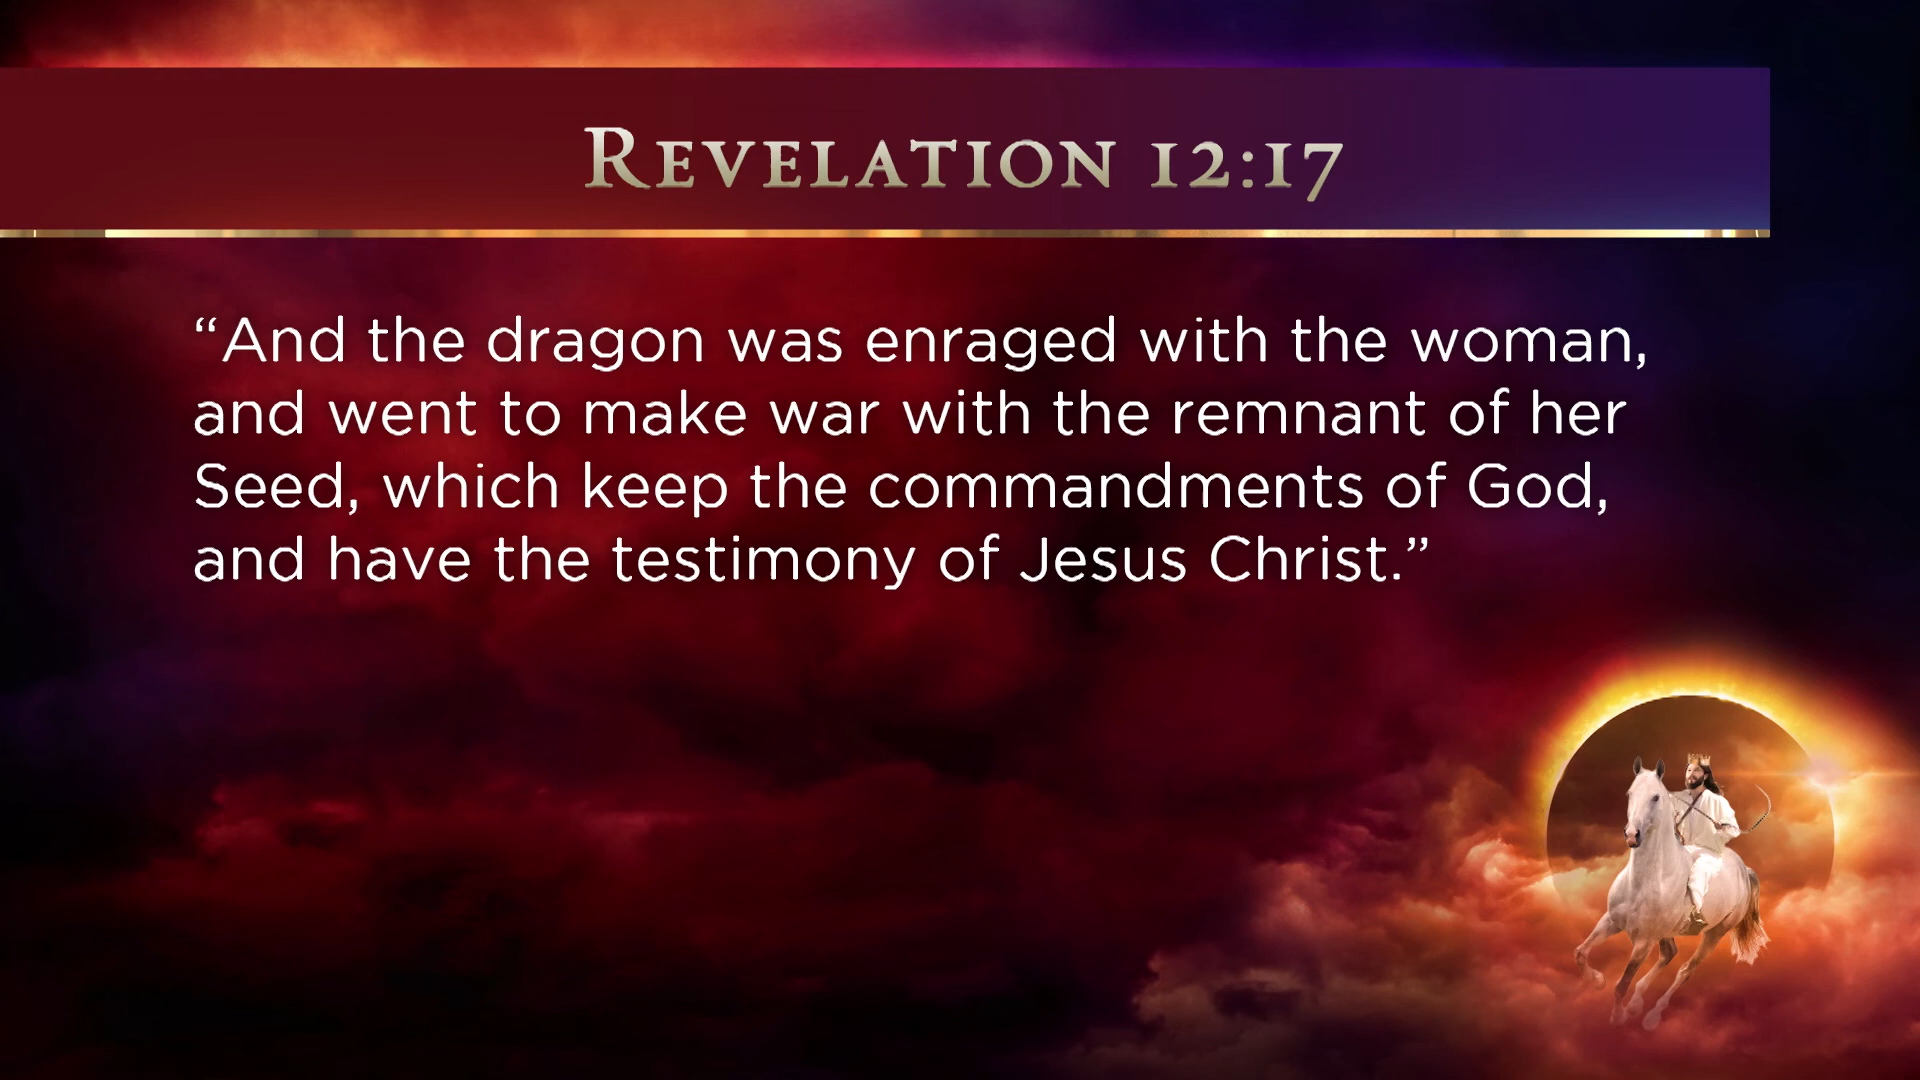 Revelation 12:17
“And the dragon was enraged with the woman,
and went to make war with the remnant of her
Seed, which keep the commandments of God,
and have the testimony of Jesus Christ.”